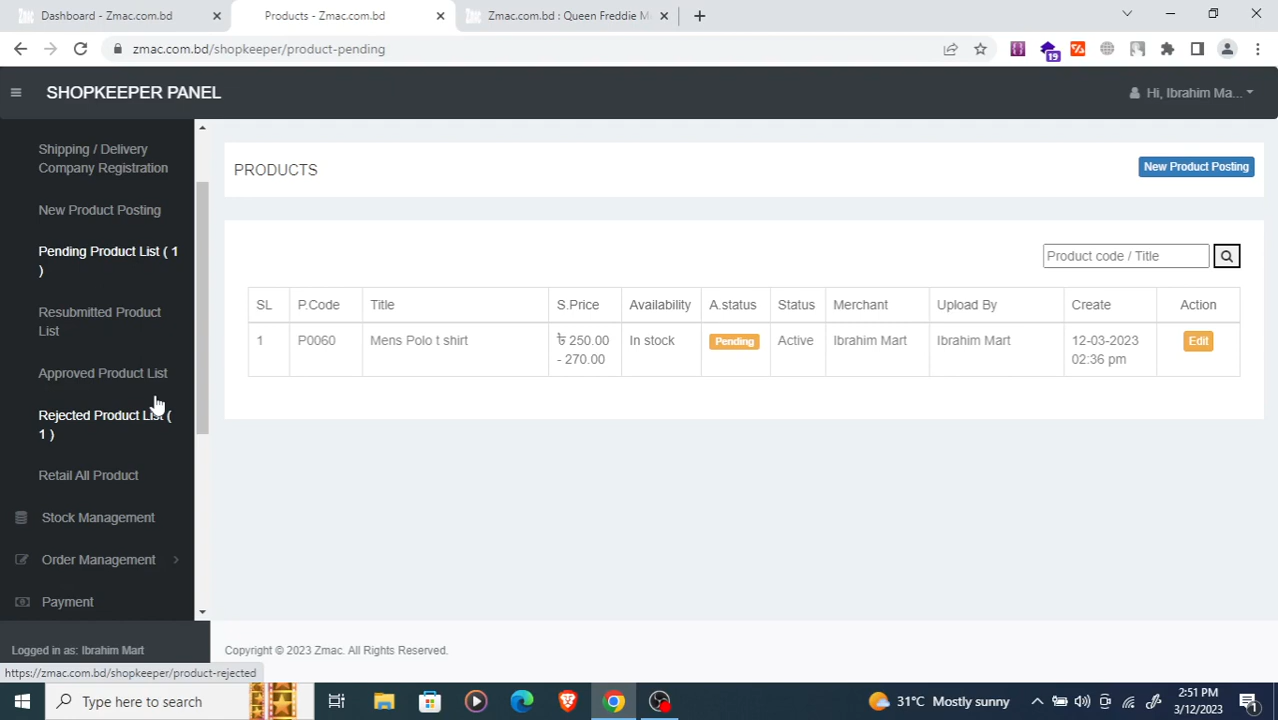 Dashboard - Zmac.com.bd
Products - Zmac.com.bd
Zmac.com.bd : Queen Freddie M
zmac.com.bd/shopkeeper/product-pending
19
SHOPKEEPER PANEL
Hi, Ibrahim Ma...
Shipping / Delivery
Company Registration
New Product Posting
Pending Product List ( 1
)
Resubmitted Product
List
Approved Product List
Rejected Product List (
1 )
Retail All Product
Stock Management
Order Management
Payment
Logged in as: Ibrahim Mart
PRODUCTS
New Product Posting
Product code / Title
SL P.Code Title S.Price Availability A.status Status Merchant Upload By Create Action
1 P0060 Mens Polo t shirt ৳ 250.00 In stock Pending Active Ibrahim Mart Ibrahim Mart 12-03-2023 Edit
- 270.00 02:36 pm
Copyright © 2023 Zmac. All Rights Reserved.
https://zmac.com.bd/shopkeeper/product-rejected
Type here to search
31°C Mostly sunny
2:51 PM
3/12/2023
1